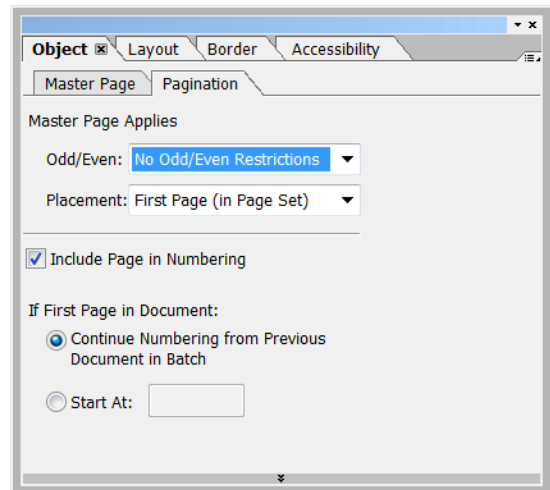 Object Layout Border Accessibility
Master Page Pagination
Master Page Applies
Odd/Even: No Odd/Even Restrictions
Placement: First Page (in Page Set)
Include Page in Numbering
If First Page in Document:
Continue Numbering from Previous
Document in Batch
Start At: